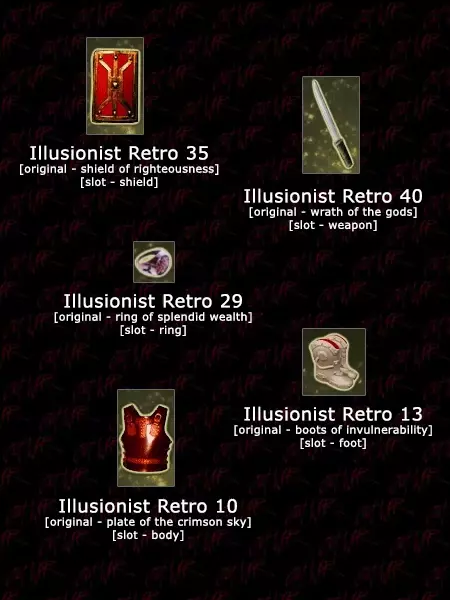 Illusionist Retro 35
[original - shield of righteousness]
[slot - shield]
Illusionist Retro 40
[original - wrath of the gods]
[slot - weapon]
Illusionist Retro 29
[original - ring of splendid wealth]
[slot - ring]
Illusionist Retro 13
[original - boots of invulnerability]
[slot - foot]
Illusionist Retro 10
[original - plate of the crimson sky]
[slot - body]